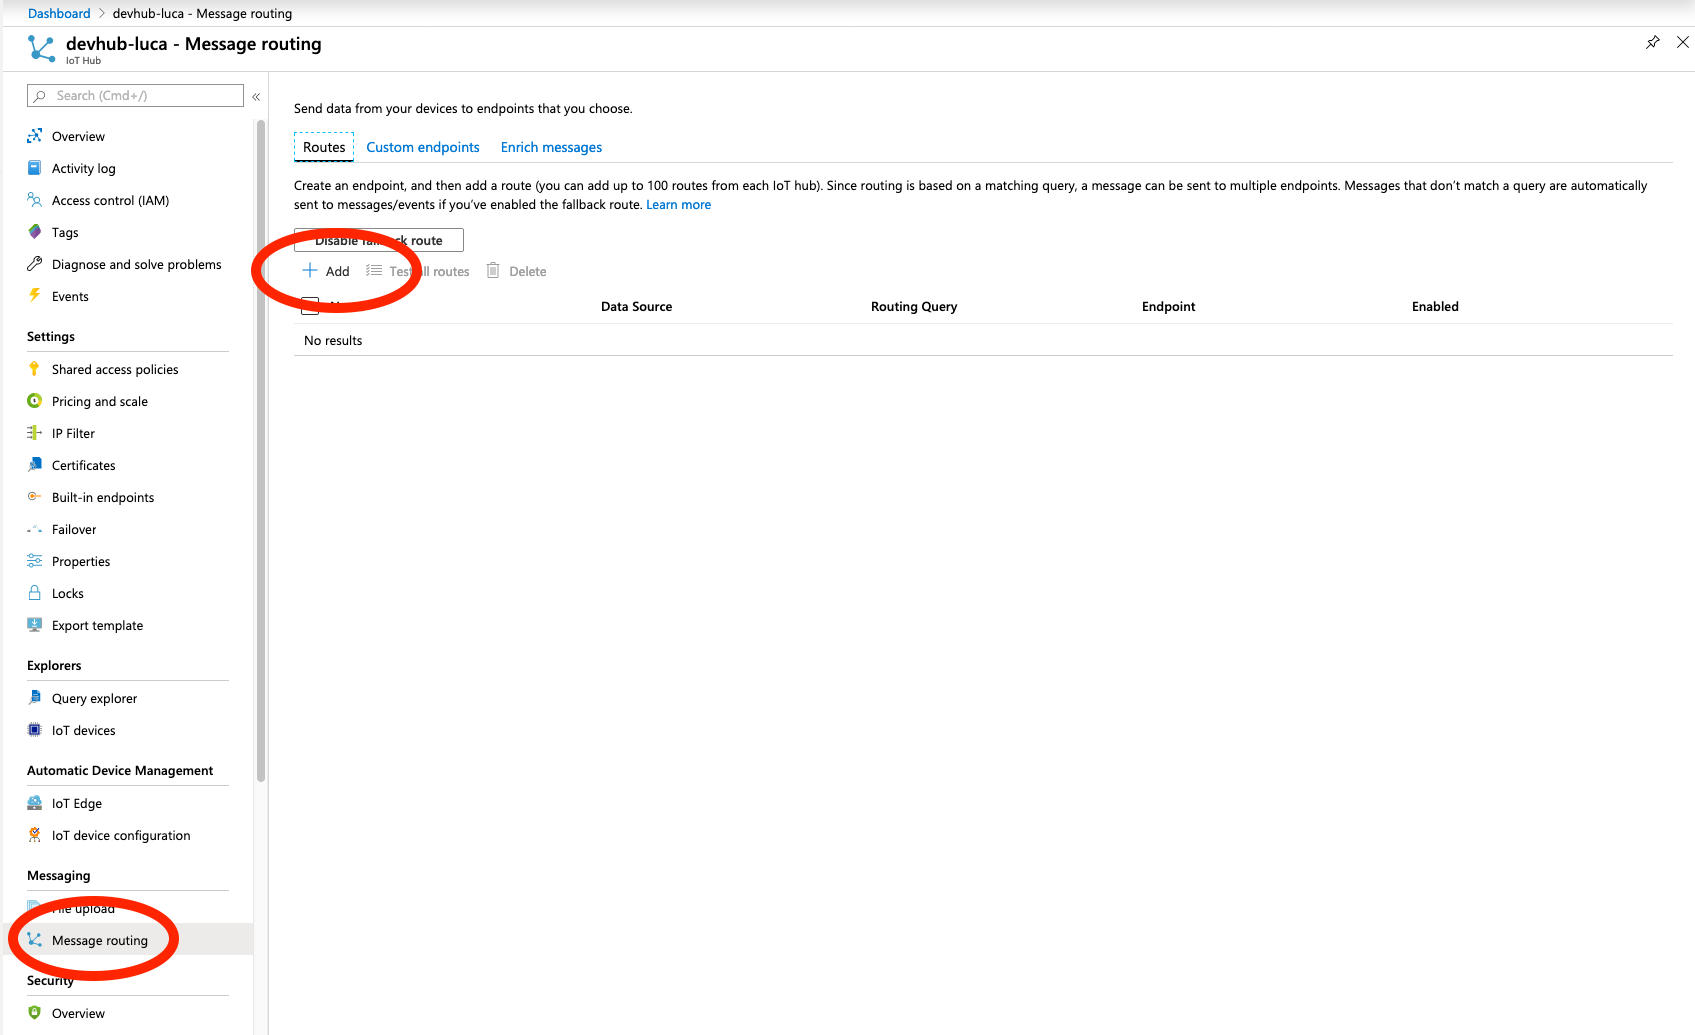 Dashboard > devhub-luca - Message routing
devhub-luca - Message routing
IoT Hub
Search (Cmd+/)
«
Overview
Activity log
Access control (IAM)
Tags
Diagnose and solve problems
Events
Settings
Shared access policies
Pricing and scale
IP Filter
Certificates
Built-in endpoints
Failover
Properties
Locks
Export template
Explorers
Query explorer
IoT devices
Automatic Device Management
IoT Edge
IoT device configuration
Messaging
File upload
Message routing
Security
Overview
Send data from your devices to endpoints that you choose.
Routes Custom endpoints Enrich messages
Create an endpoint, and then add a route (you can add up to 100 routes from each IoT hub). Since routing is based on a matching query, a message can be sent to multiple endpoints. Messages that don't match a query are automatically
sent to messages/events if you've enabled the fallback route. Learn more
Disable fallback route
Add Test all routes Delete
Data Source Routing Query Endpoint Enabled
No results